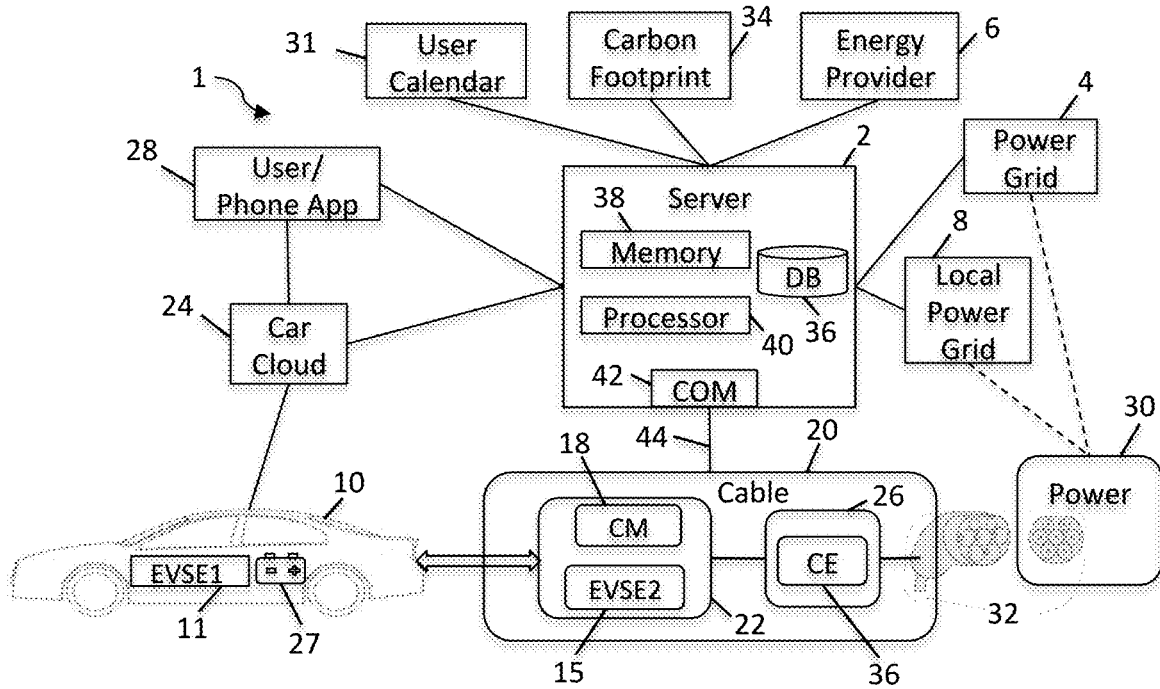 31
User
Calendar
Carbon
Footprint
34
Energy
Provider
6
1
4
Power
Grid
28
User/
Phone App
2
Server
38
Memory
DB
36
Processor
40
8
Local
Power
Grid
24
Car
Cloud
42
COM
44
20
30
10
18
Cable
26
Power
CM
CE
EVSE1
EVSE2
11
27
15
22
36
32